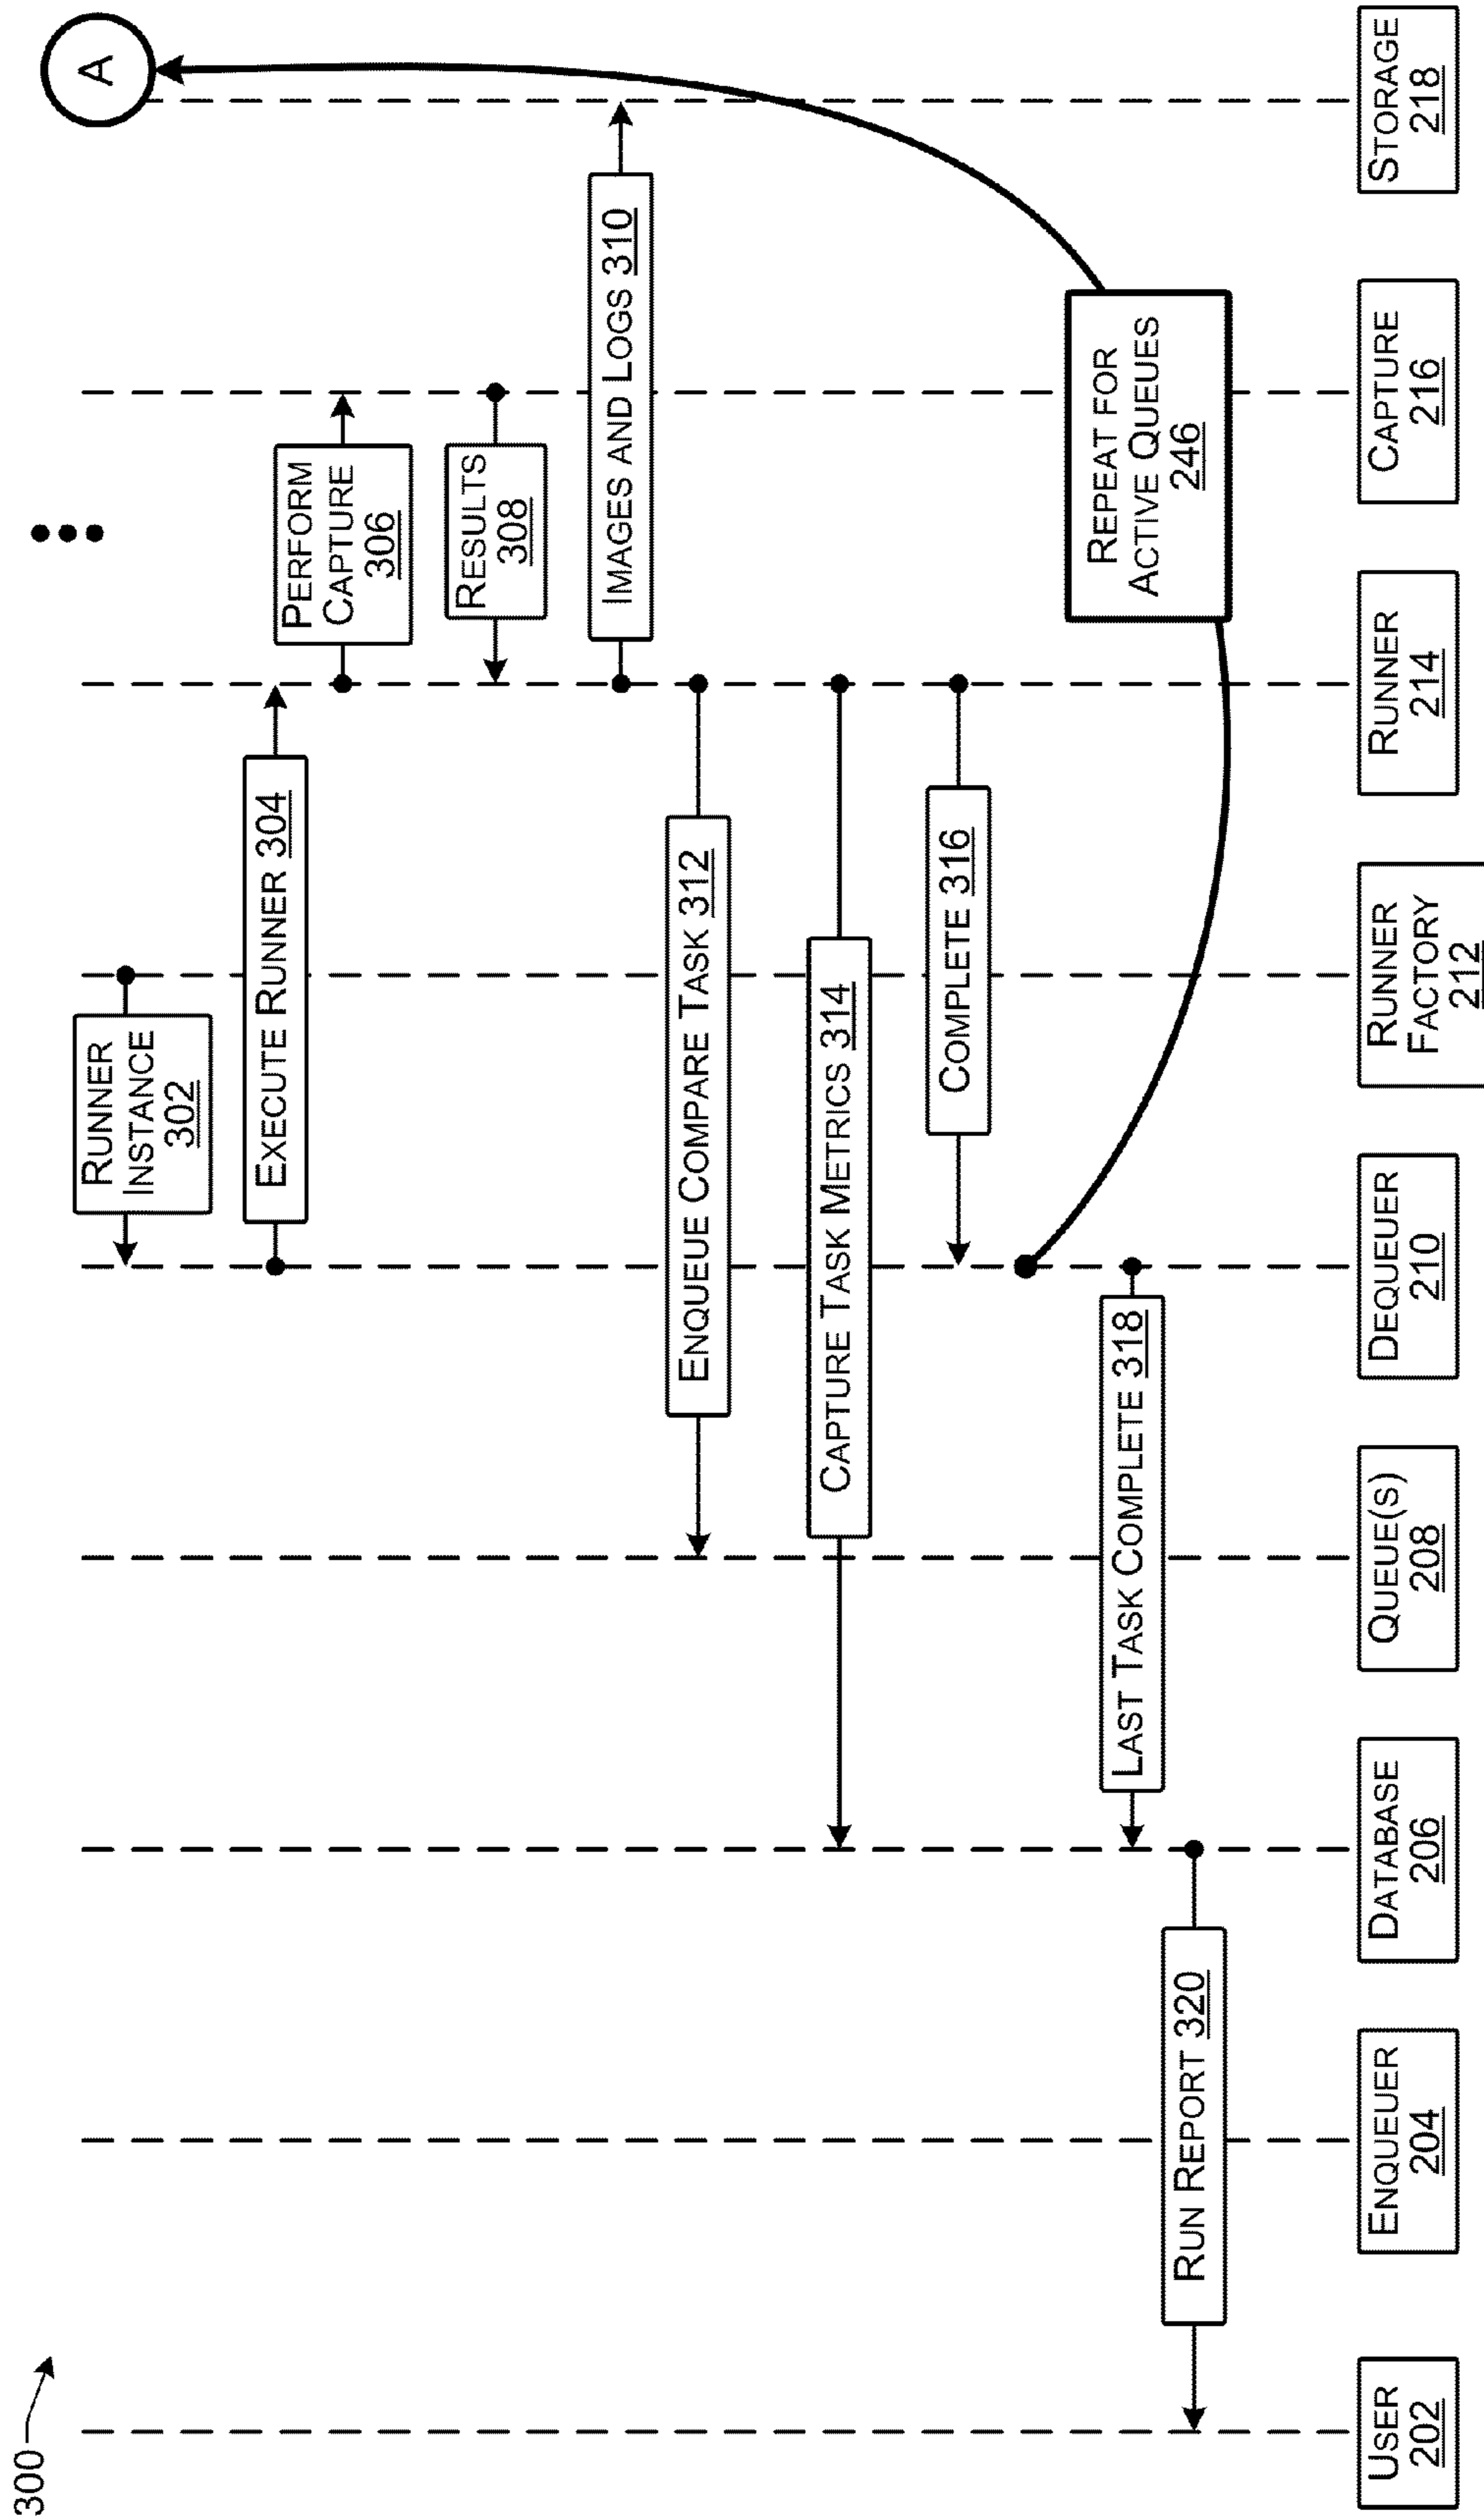 300
A
RUNNER
INSTANCE
302
EXECUTE RUNNER 304
PERFORM
CAPTURE
306
RESULTS
308
IMAGES AND LOGS 310
ENQUEUE COMPARE TASK 312
CAPTURE TASK METRICS 314
COMPLETE 316
REPEAT FOR
ACTIVE QUEUES
246
LAST TASK COMPLETE 318
RUN REPORT 320
USER
202
ENQUEUER
204
DATABASE
206
QUEUE(S)
208
DEQUEUER
210
RUNNER
FACTORY
212
RUNNER
214
CAPTURE
216
STORAGE
218